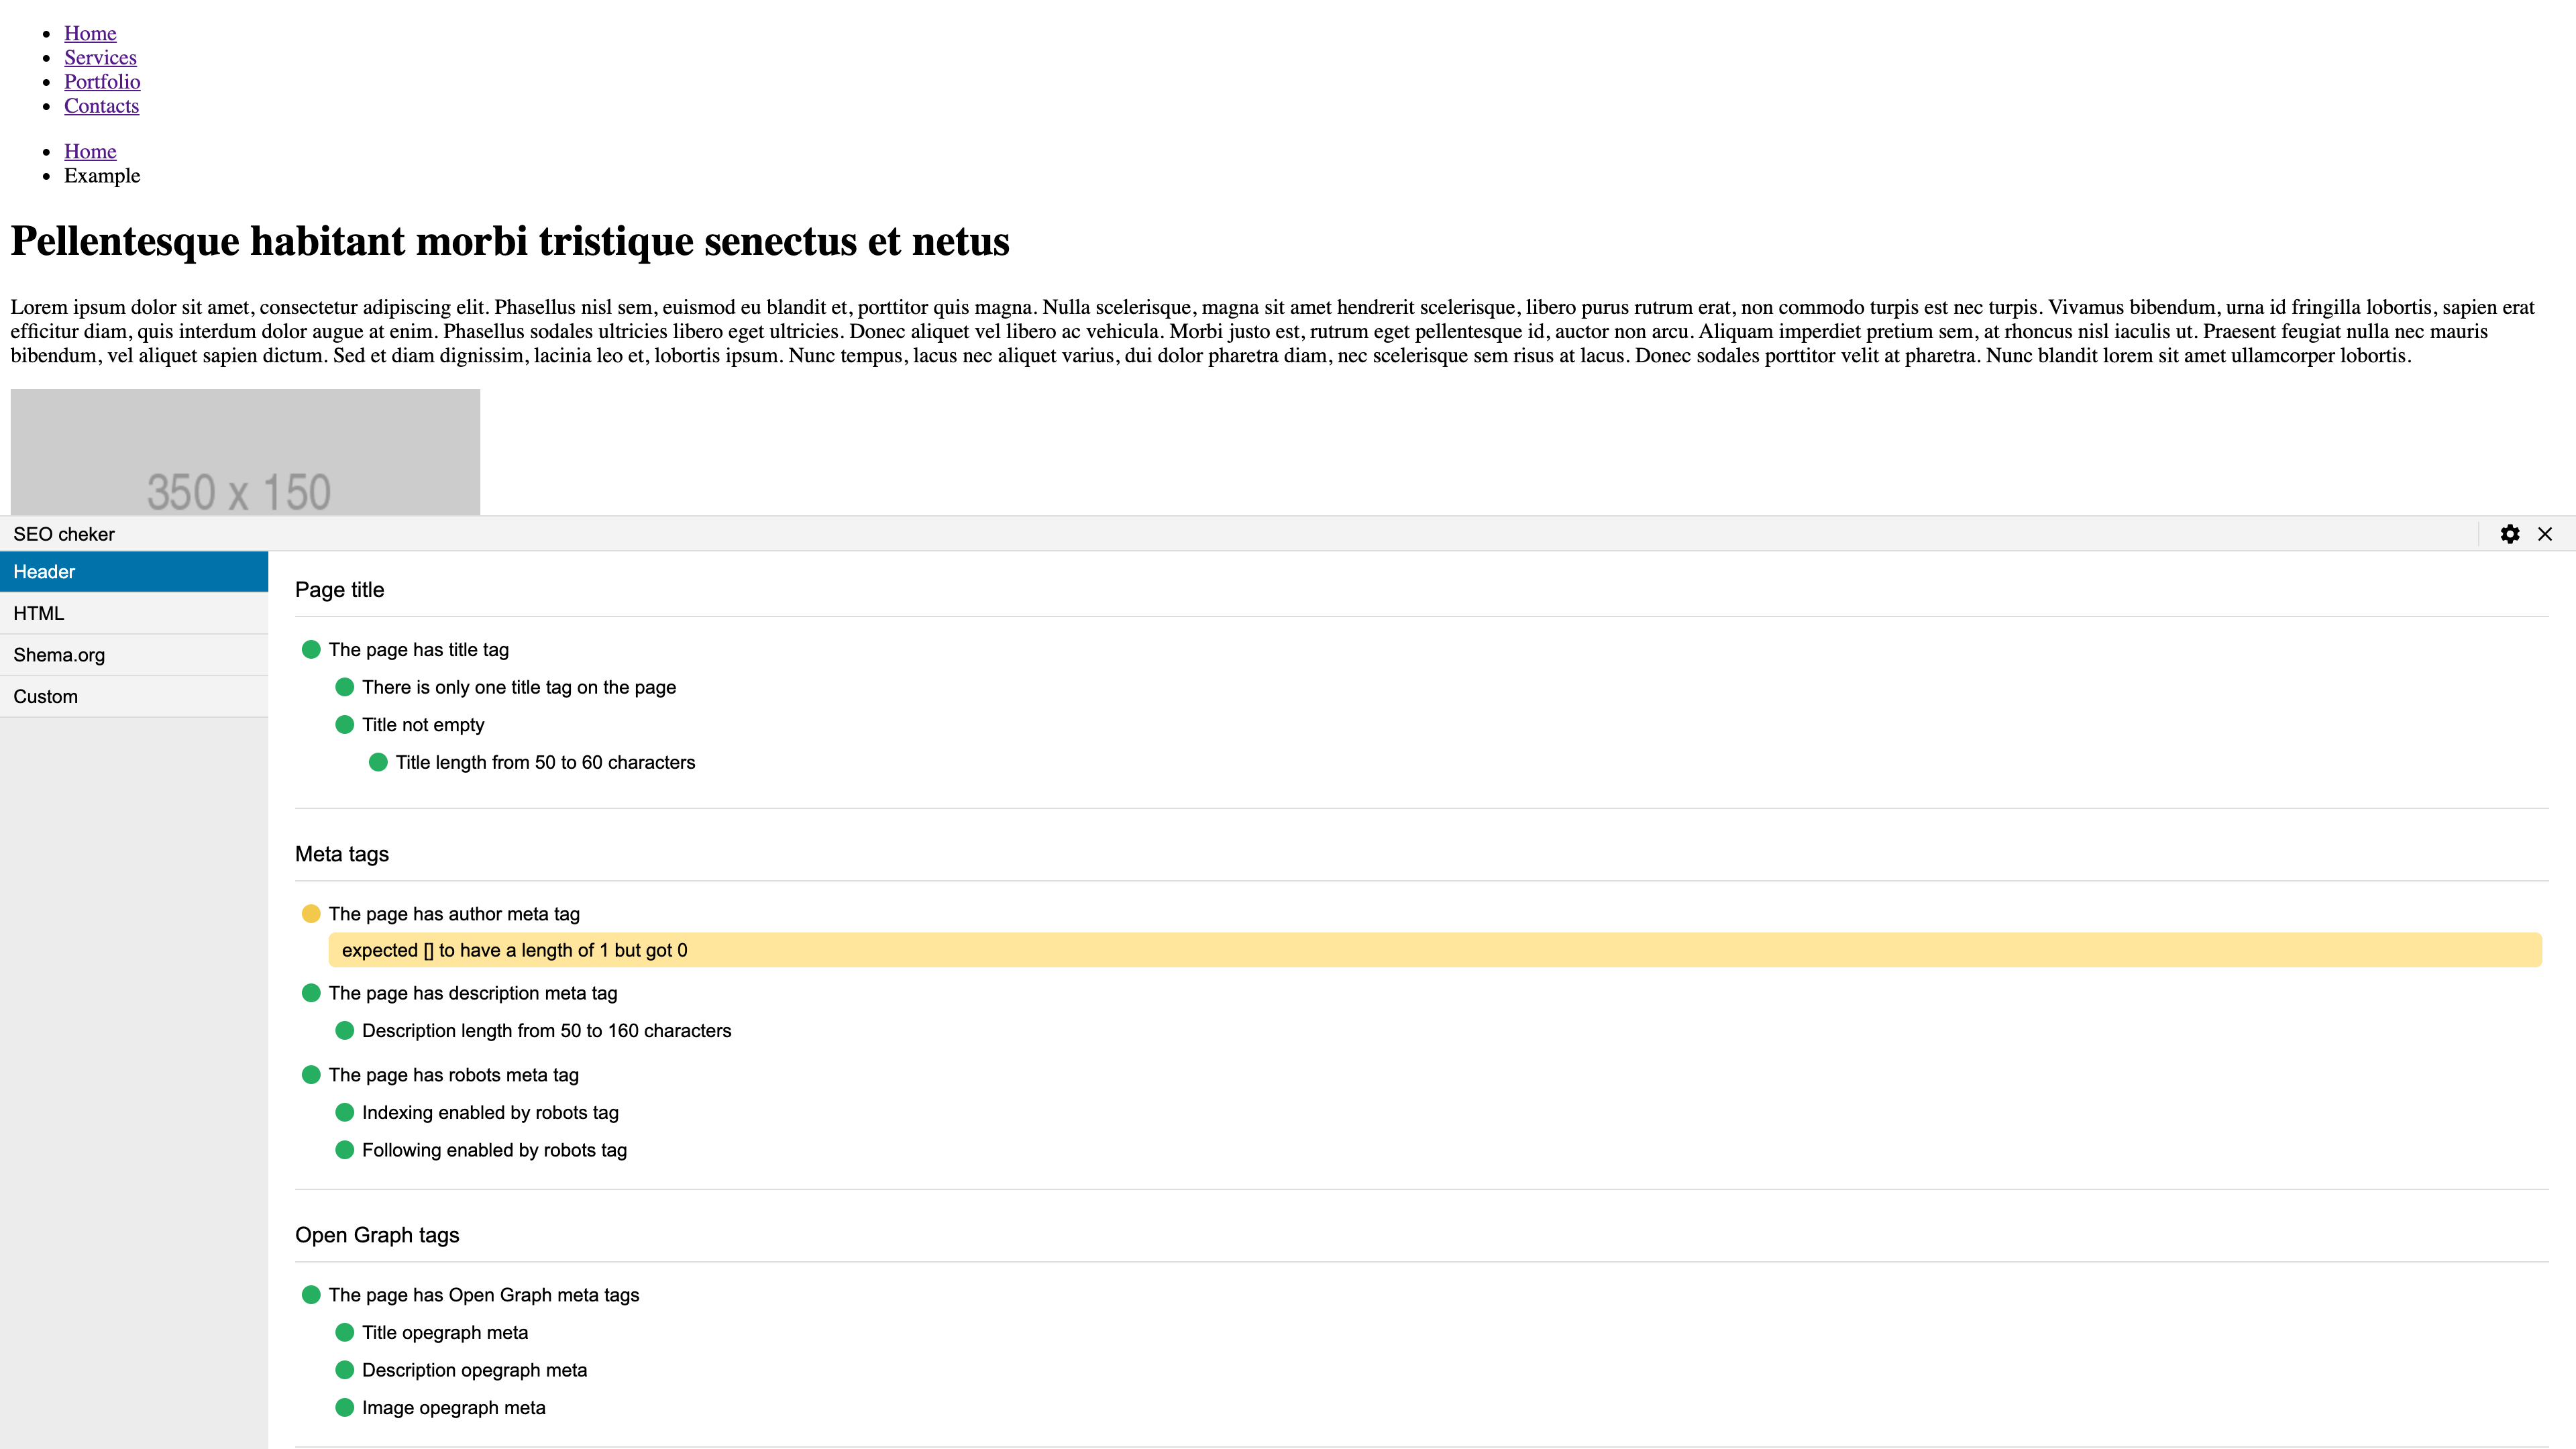 Home
Services
Portfolio
Contacts
Home
Example
Pellentesque habitant morbi tristique senectus et netus
Lorem ipsum dolor sit amet, consectetur adipiscing elit. Phasellus nisl sem, euismod eu blandit et, porttitor quis magna. Nulla scelerisque, magna sit amet hendrerit scelerisque, libero purus rutrum erat, non commodo turpis est nec turpis. Vivamus bibendum, urna id fringilla lobortis, sapien erat
efficitur diam, quis interdum dolor augue at enim. Phasellus sodales ultricies libero eget ultricies. Donec aliquet vel libero ac vehicula. Morbi justo est, rutrum eget pellentesque id, auctor non arcu. Aliquam imperdiet pretium sem, at rhoncus nisl iaculis ut. Praesent feugiat nulla nec mauris
bibendum, vel aliquet sapien dictum. Sed et diam dignissim, lacinia leo et, lobortis ipsum. Nunc tempus, lacus nec aliquet varius, dui dolor pharetra diam, nec scelerisque sem risus at lacus. Donec sodales porttitor velit at pharetra. Nunc blandit lorem sit amet ullamcorper lobortis.
350 x 150
SEO cheker
Header
HTML
Shema.org
Custom
Page title
The page has title tag
There is only one title tag on the page
Title not empty
Title length from 50 to 60 characters
Meta tags
The page has author meta tag
expected [] to have a length of 1 but got 0
The page has description meta tag
Description length from 50 to 160 characters
The page has robots meta tag
Indexing enabled by robots tag
Following enabled by robots tag
Open Graph tags
The page has Open Graph meta tags
Title opegraph meta
Description opegraph meta
Image opegraph meta